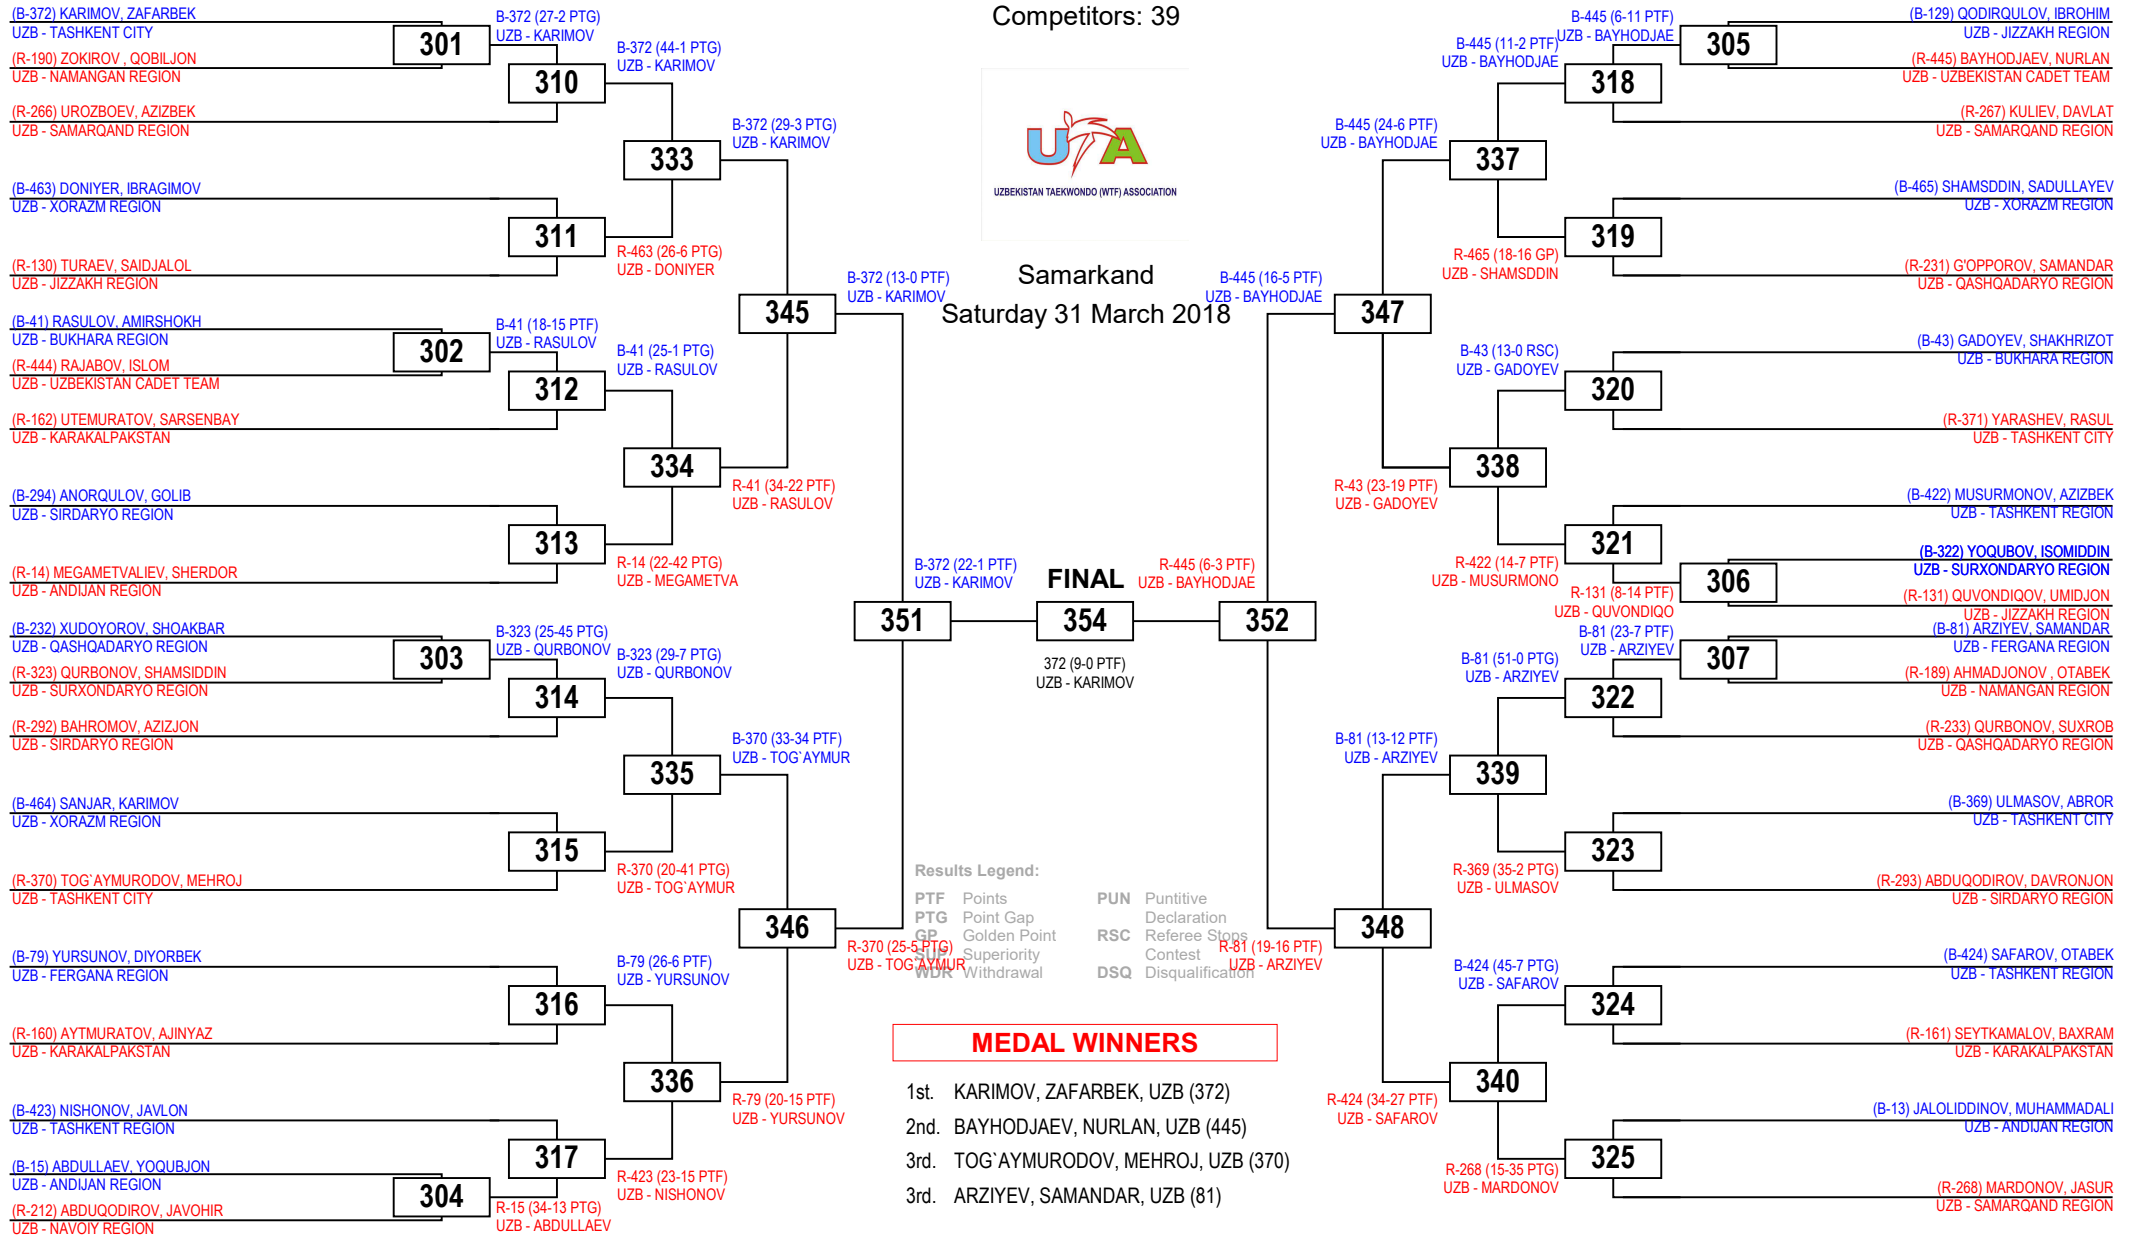 Competitors: 39
UTA
UZBEKISTAN TAEKWONDO (WTF) ASSOCIATION
Samarkand
Saturday 31 March 2018
(B-372) KARIMOV, ZAFARBEK
UZB - TASHKENT CITY
(R-190) ZOKIROV , QOBILJON
UZB - NAMANGAN REGION
(R-266) UROZBOEV, AZIZBEK
UZB - SAMARQAND REGION
(B-463) DONIYER, IBRAGIMOV
UZB - XORAZM REGION
(R-130) TURAEV, SAIDJALOL
UZB - JIZZAKH REGION
(B-41) RASULOV, AMIRSHOKH
UZB - BUKHARA REGION
(R-444) RAJABOV, ISLOM
UZB - UZBEKISTAN CADET TEAM
(R-162) UTEMURATOV, SARSENBAY
UZB - KARAKALPAKSTAN
(B-294) ANORQULOV, GOLIB
UZB - SIRDARYO REGION
(R-14) MEGAMETVALIEV, SHERDOR
UZB - ANDIJAN REGION
(B-232) XUDOYOROV, SHOAKBAR
UZB - QASHQADARYO REGION
(R-323) QURBONOV, SHAMSIDDIN
UZB - SURXONDARYO REGION
(R-292) BAHROMOV, AZIZJON
UZB - SIRDARYO REGION
(B-464) SANJAR, KARIMOV
UZB - XORAZM REGION
(R-370) TOG`AYMURODOV, MEHROJ
UZB - TASHKENT CITY
(B-79) YURSUNOV, DIYORBEK
UZB - FERGANA REGION
(R-160) AYTMURATOV, AJINYAZ
UZB - KARAKALPAKSTAN
(B-423) NISHONOV, JAVLON
UZB - TASHKENT REGION
(B-15) ABDULLAEV, YOQUBJON
UZB - ANDIJAN REGION
(R-212) ABDUQODIROV, JAVOHIR
UZB - NAVOIY REGION
301
302
303
304
B-372 (27-2 PTG)
UZB - KARIMOV
B-41 (18-15 PTF)
UZB - RASULOV
B-323 (25-45 PTG)
UZB - QURBONOV
R-15 (34-13 PTG)
UZB - ABDULLAEV
310
311
312
313
314
315
316
317
B-372 (44-1 PTG)
UZB - KARIMOV
R-463 (26-6 PTG)
UZB - DONIYER
B-41 (25-1 PTG)
UZB - RASULOV
R-14 (22-42 PTG)
UZB - MEGAMETVA
B-323 (29-7 PTG)
UZB - QURBONOV
R-370 (20-41 PTG)
UZB - TOG`AYMUR
B-79 (26-6 PTF)
UZB - YURSUNOV
R-423 (23-15 PTF)
UZB - NISHONOV
333
334
335
336
B-372 (29-3 PTG)
UZB - KARIMOV
R-41 (34-22 PTF)
UZB - RASULOV
B-370 (33-34 PTF)
UZB - TOG`AYMUR
R-79 (20-15 PTF)
UZB - YURSUNOV
345
346
B-372 (13-0 PTF)
UZB - KARIMOV
R-370 (25-5 PTG)
UZB - TOG`AYMUR
351
B-372 (22-1 PTF)
UZB - KARIMOV
FINAL
354
372 (9-0 PTF)
UZB - KARIMOV
R-445 (6-3 PTF)
UZB - BAYHODJAE
352
B-445 (16-5 PTF)
UZB - BAYHODJAE
R-81 (19-16 PTF)
UZB - ARZIYEV
347
348
B-445 (24-6 PTF)
UZB - BAYHODJAE
R-43 (23-19 PTF)
UZB - GADOYEV
B-81 (13-12 PTF)
UZB - ARZIYEV
R-424 (34-27 PTF)
UZB - SAFAROV
337
338
339
340
B-445 (11-2 PTF)
UZB - BAYHODJAE
R-465 (18-16 GP)
UZB - SHAMSDDIN
B-43 (13-0 RSC)
UZB - GADOYEV
R-422 (14-7 PTF)
UZB - MUSURMONO
B-81 (51-0 PTG)
UZB - ARZIYEV
R-369 (35-2 PTG)
UZB - ULMASOV
B-424 (45-7 PTG)
UZB - SAFAROV
R-268 (15-35 PTG)
UZB - MARDONOV
318
319
320
321
322
323
324
325
B-445 (6-11 PTF)
UZB - BAYHODJAE
R-131 (8-14 PTF)
UZB - QUVONDIQO
B-81 (23-7 PTF)
UZB - ARZIYEV
305
306
307
(B-129) QODIRQULOV, IBROHIM
UZB - JIZZAKH REGION
(R-445) BAYHODJAEV, NURLAN
UZB - UZBEKISTAN CADET TEAM
(R-267) KULIEV, DAVLAT
UZB - SAMARQAND REGION
(B-465) SHAMSDDIN, SADULLAYEV
UZB - XORAZM REGION
(R-231) G'OPPOROV, SAMANDAR
UZB - QASHQADARYO REGION
(B-43) GADOYEV, SHAKHRIZOT
UZB - BUKHARA REGION
(R-371) YARASHEV, RASUL
UZB - TASHKENT CITY
(B-422) MUSURMONOV, AZIZBEK
UZB - TASHKENT REGION
(B-322) YOQUBOV, ISOMIDDIN
UZB - SURXONDARYO REGION
(R-131) QUVONDIQOV, UMIDJON
UZB - JIZZAKH REGION
(B-81) ARZIYEV, SAMANDAR
UZB - FERGANA REGION
(R-189) AHMADJONOV , OTABEK
UZB - NAMANGAN REGION
(R-233) QURBONOV, SUXROB
UZB - QASHQADARYO REGION
(B-369) ULMASOV, ABROR
UZB - TASHKENT CITY
(R-293) ABDUQODIROV, DAVRONJON
UZB - SIRDARYO REGION
(B-424) SAFAROV, OTABEK
UZB - TASHKENT REGION
(R-161) SEYTKAMALOV, BAXRAM
UZB - KARAKALPAKSTAN
(B-13) JALOLIDDINOV, MUHAMMADALI
UZB - ANDIJAN REGION
(R-268) MARDONOV, JASUR
UZB - SAMARQAND REGION
Results Legend:
PTF Points
PTG Point Gap
GP Golden Point
SUP Superiority
WDR Withdrawal
PUN Puntitive
Declaration
RSC Referee Stops
Contest
DSQ Disqualification
MEDAL WINNERS
1st. KARIMOV, ZAFARBEK, UZB (372)
2nd. BAYHODJAEV, NURLAN, UZB (445)
3rd. TOG`AYMURODOV, MEHROJ, UZB (370)
3rd. ARZIYEV, SAMANDAR, UZB (81)